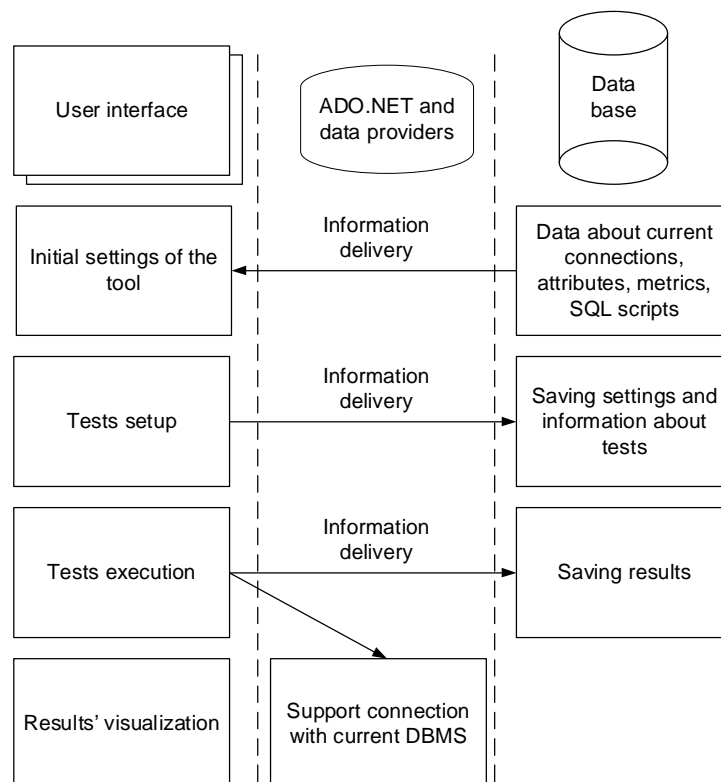 User interface
ADO.NET and
data providers
Data
base
Initial settings of the
tool
Information
delivery
Data about current
connections,
attributes, metrics,
SQL scripts
Tests setup
Information
delivery
Saving settings and
information about
tests
Tests execution
Information
delivery
Saving results
Results’ visualization
Support connection
with current DBMS